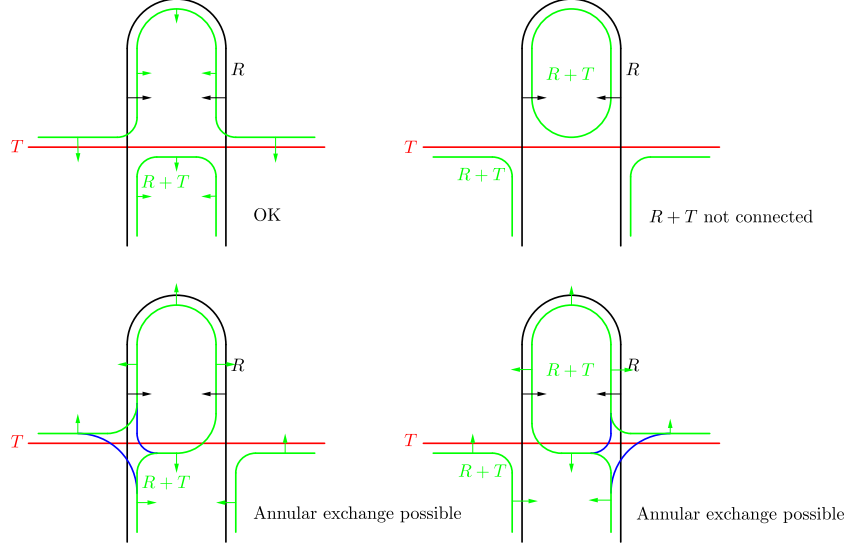 R
R
R + T
T
T
R + T
R + T
OK
R + T not connected
R
R
R + T
T
T
R + T
R + T
Annular exchange possible
Annular exchange possible